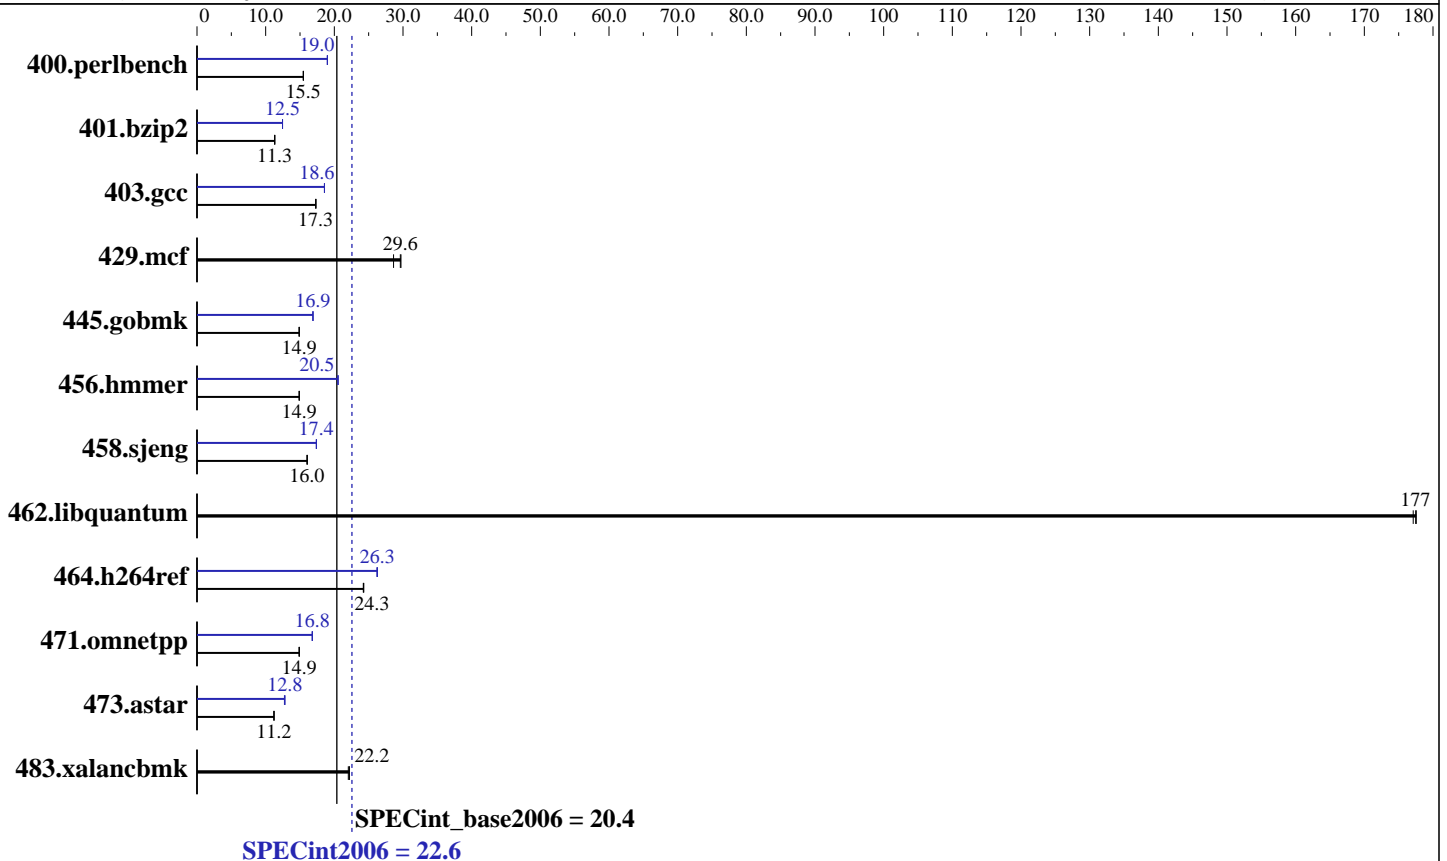 0 10.0 20.0 30.0 40.0 50.0 60.0 70.0 80.0 90.0 100 110 120 130 140 150 160 170 180
19.0
400.perlbench
15.5
12.5
401.bzip2
11.3
18.6
403.gcc
17.3
29.6
429.mcf
16.9
445.gobmk
14.9
20.5
456.hmmer
14.9
17.4
458.sjeng
16.0
177
462.libquantum
26.3
464.h264ref
24.3
16.8
471.omnetpp
14.9
12.8
473.astar
11.2
22.2
483.xalancbmk
SPECint_base2006 = 20.4
SPECint2006 = 22.6